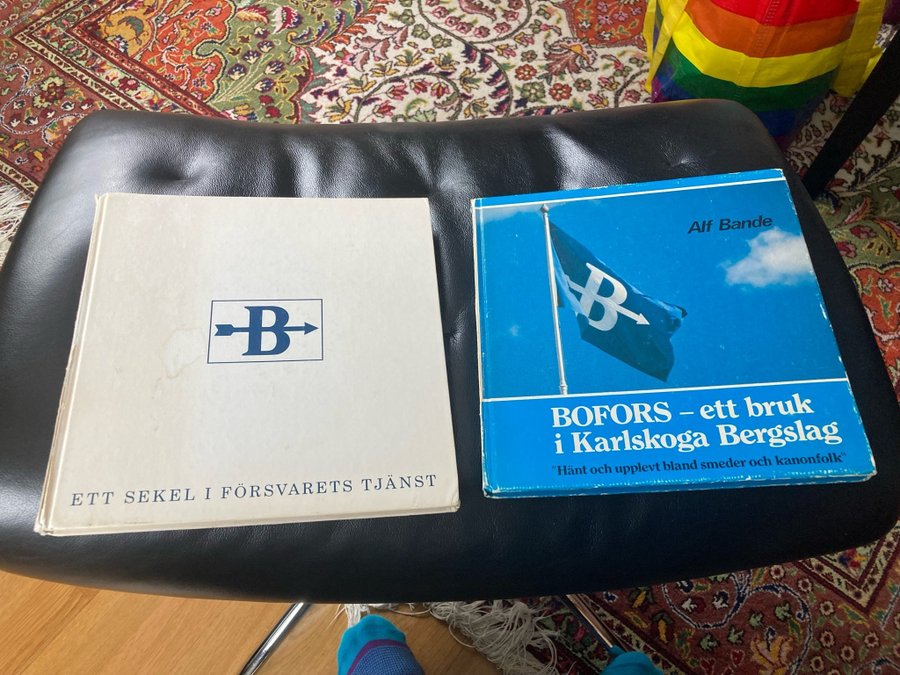 B
ETT SEKEL I FÖRSVARETS TJÄNST
Alf Bande
B
BOFORS – ett bruk
i Karlskoga Bergslag
"Hänt och upplevt bland smeder och kanonfolk"